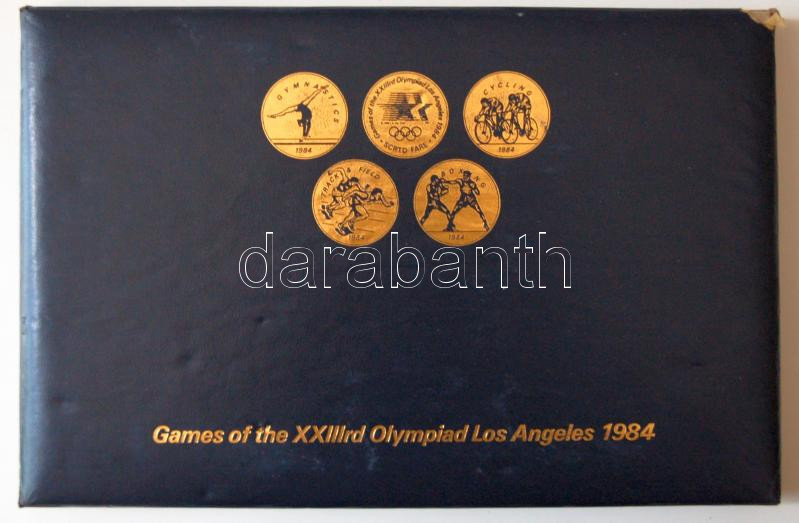 GYMNASTICS
1984
Games of the XXIIIrd Olympiad Los Angeles 1984
SCRTD FARE
CYCLING
1984
TRACK & FIELD
1984
BOXING
1984
darabanth
Games of the XXIIIrd Olympiad Los Angeles 1984